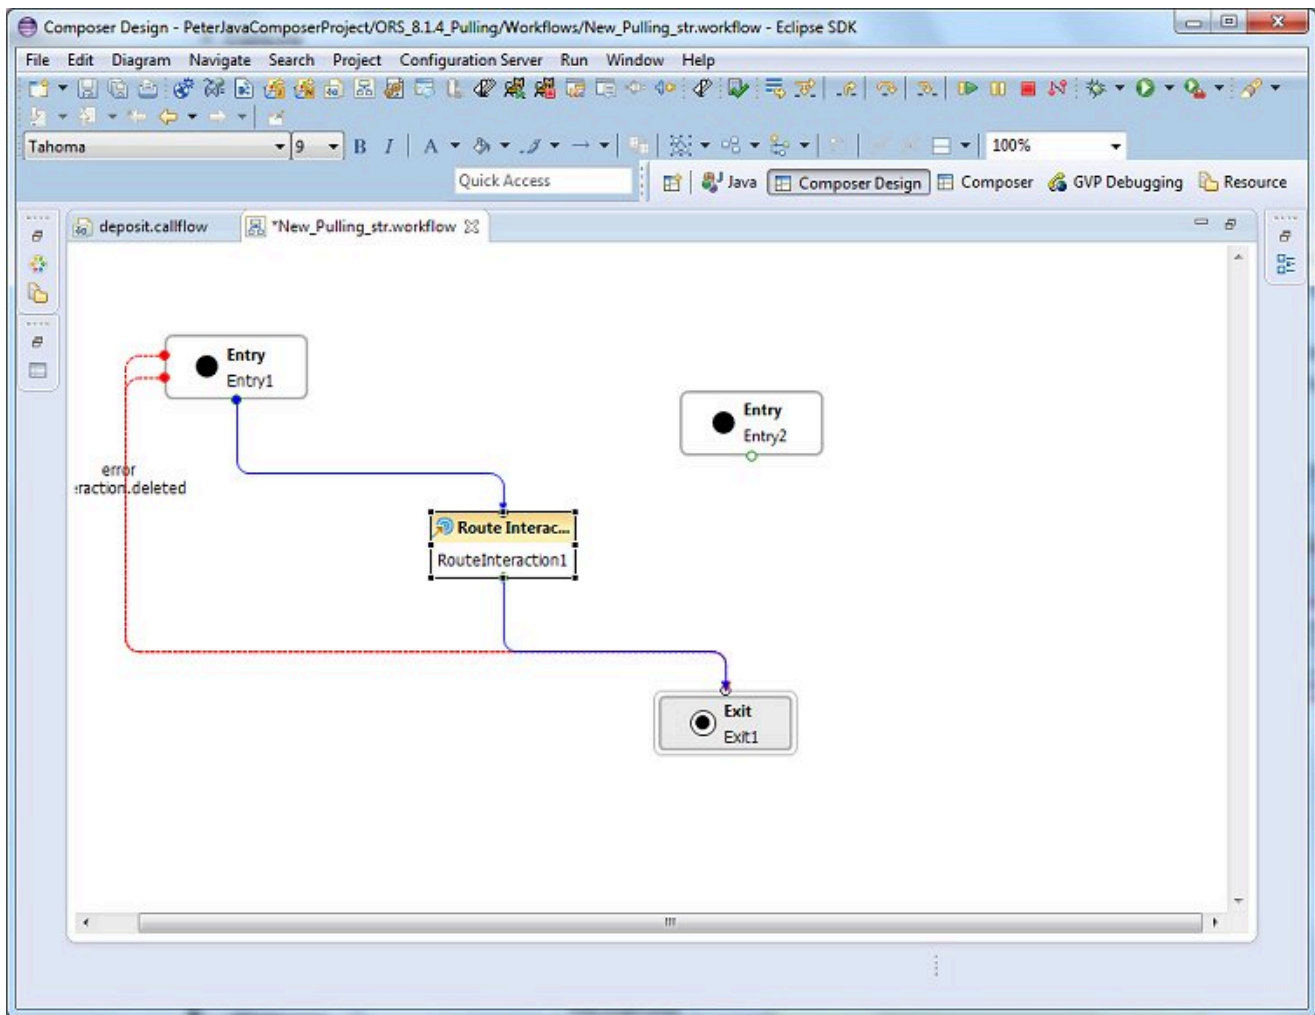 Composer Design - PeterJavaComposerProject/ORS_8.1.4_Pulling/Workflows/New_Pulling_str.workflow - Eclipse SDK
File Edit Diagram Navigate Search Project Configuration Server Run Window Help
Tahoma 9 B I A 100%
Quick Access Java Composer Design Composer GVP Debugging Resource
deposit.callflow *New_Pulling_str.workflow
Entry
Entry1
Entry
Entry2
error
eraction.deleted
Route Interac...
RouteInteraction1
Exit
Exit1